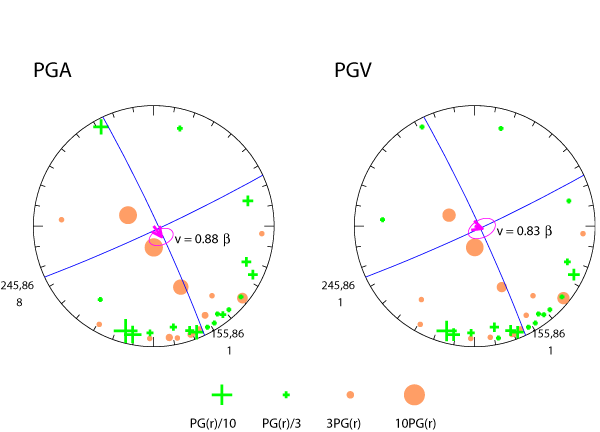 PGA
PGV
v = 0.88 β
v = 0.83 β
245,86
8
155,86
1
245,86
1
155,86
1
PG(r)/10
PG(r)/3
3PG(r)
10PG(r)